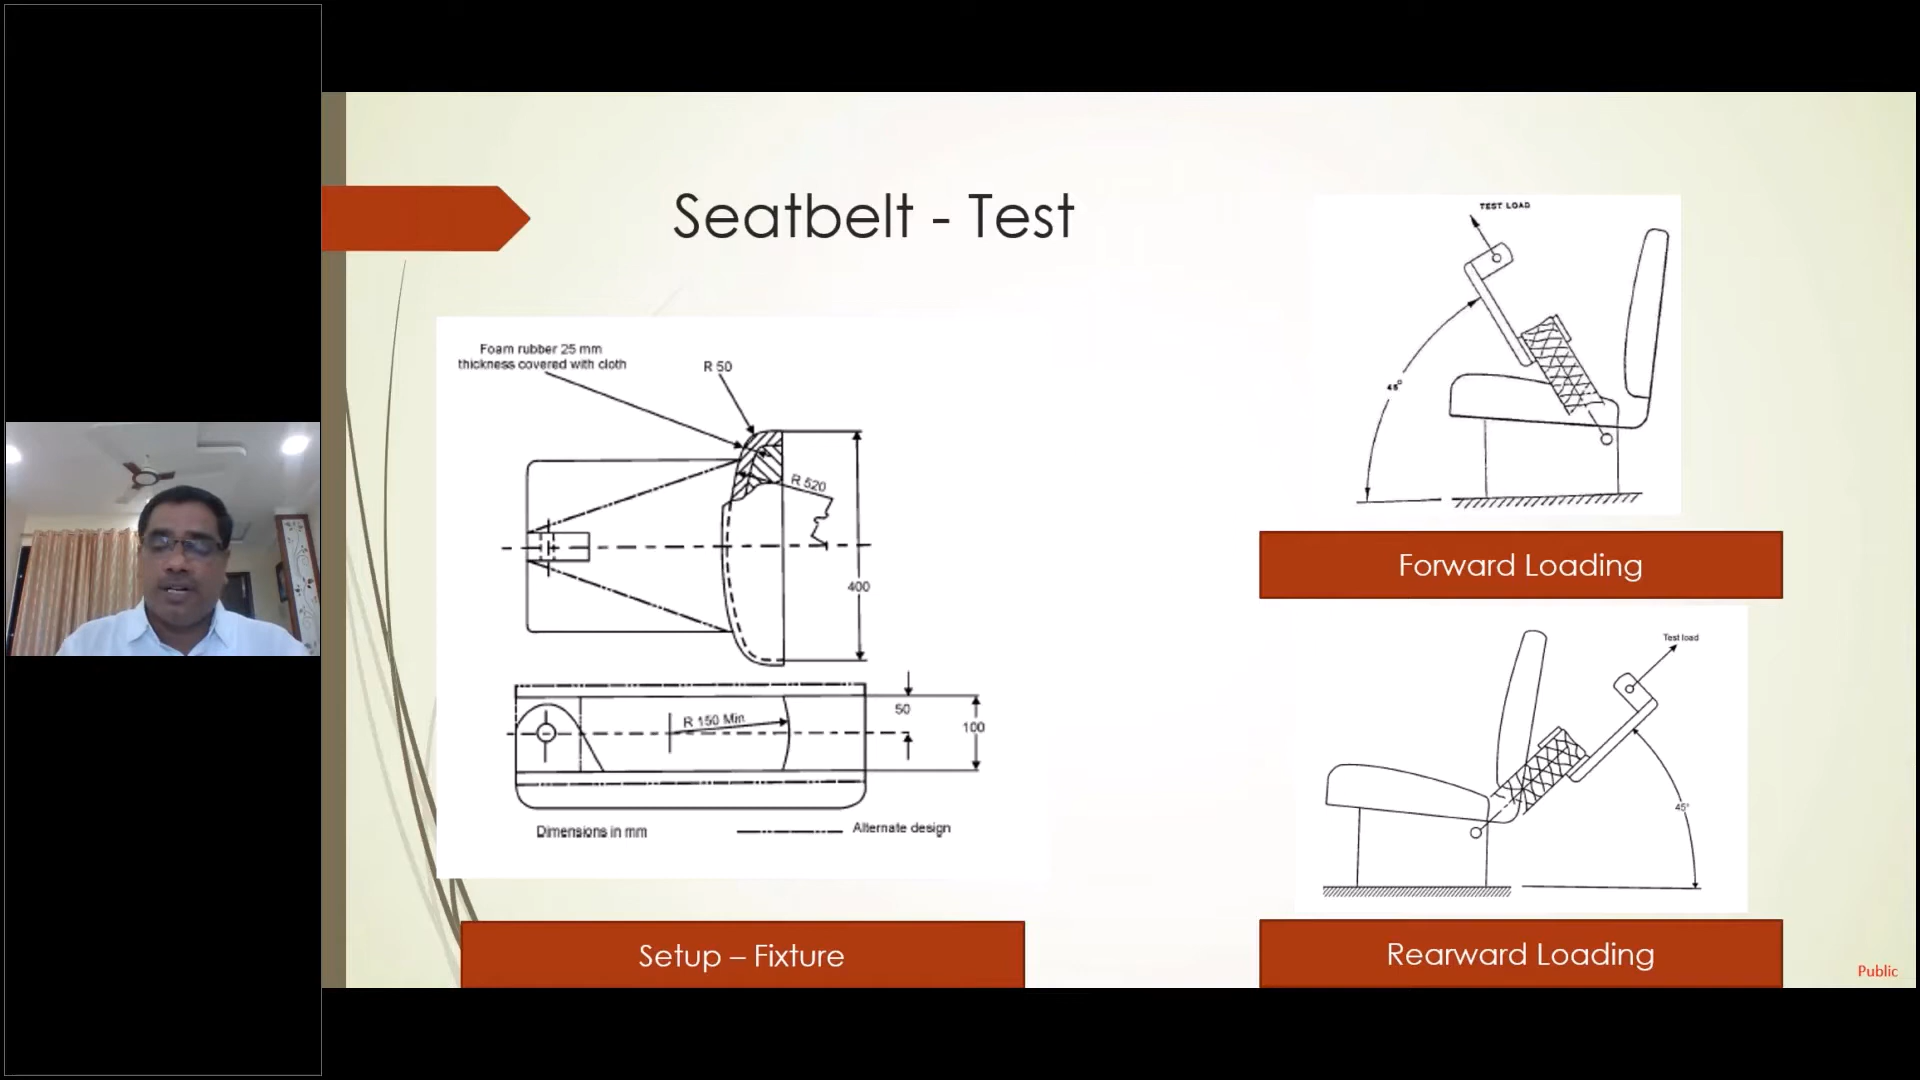 Seatbelt - Test
Foam rubber 25 mm
thickness covered with cloth
R 50
R 520
400
R 150 Min
50
100
Dimensions in mm
Alternate design
Setup – Fixture
TEST LOAD
45°
Forward Loading
Test load
45°
Rearward Loading
Public